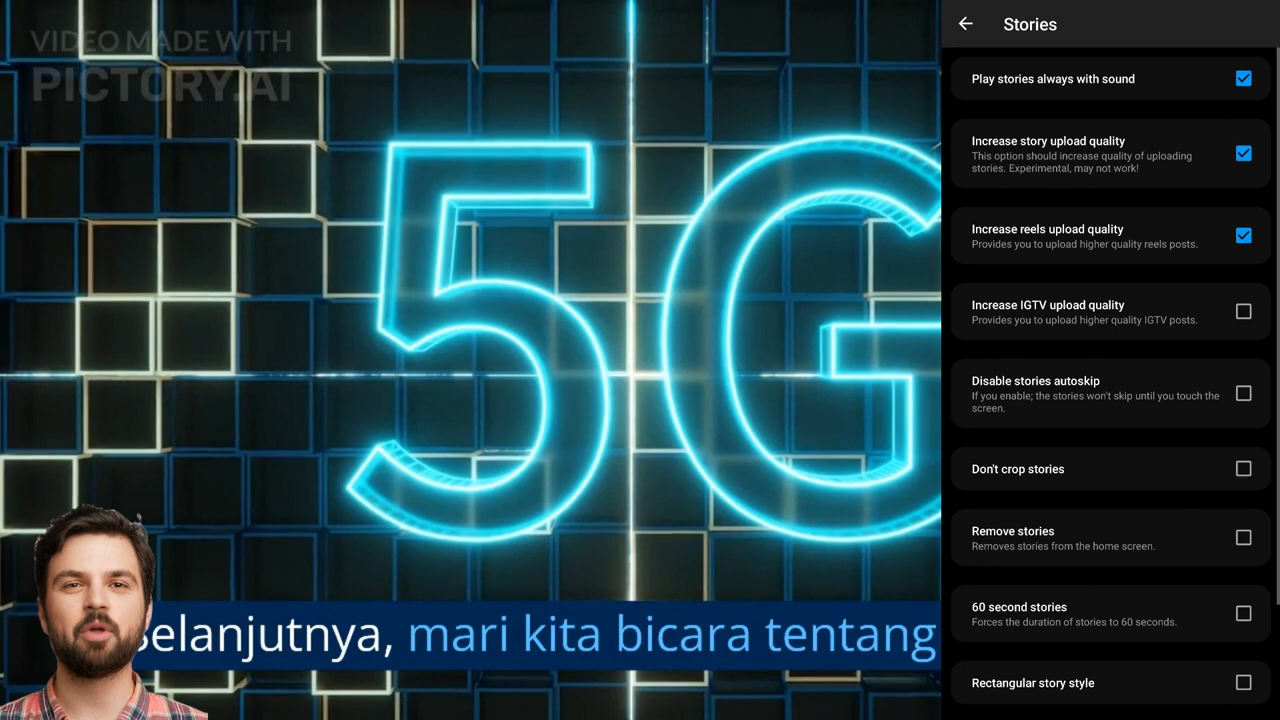 VIDEO MADE WITH
PICTORY.AI
5G
Selanjutnya, mari kita bicara tentang
Stories
Play stories always with sound
Increase story upload quality
This option should increase quality of uploading
stories. Experimental, may not work!
Increase reels upload quality
Provides you to upload higher quality reels posts.
Increase IGTV upload quality
Provides you to upload higher quality IGTV posts.
Disable stories autoskip
If you enable; the stories won't skip until you touch the
screen.
Don't crop stories
Remove stories
Removes stories from the home screen.
60 second stories
Forces the duration of stories to 60 seconds.
Rectangular story style